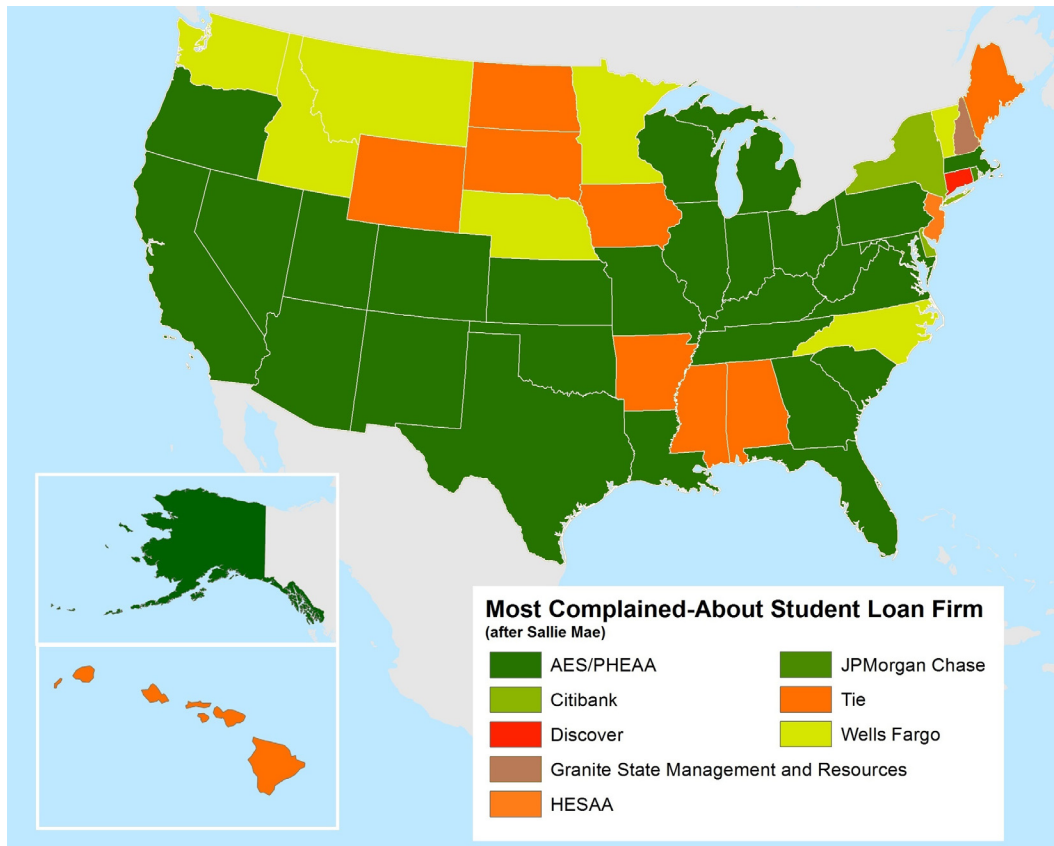 Most Complained-About Student Loan Firm
(after Sallie Mae)
AES/PHEAA
JPMorgan Chase
Citibank
Tie
Discover
Wells Fargo
Granite State Management and Resources
HESAA